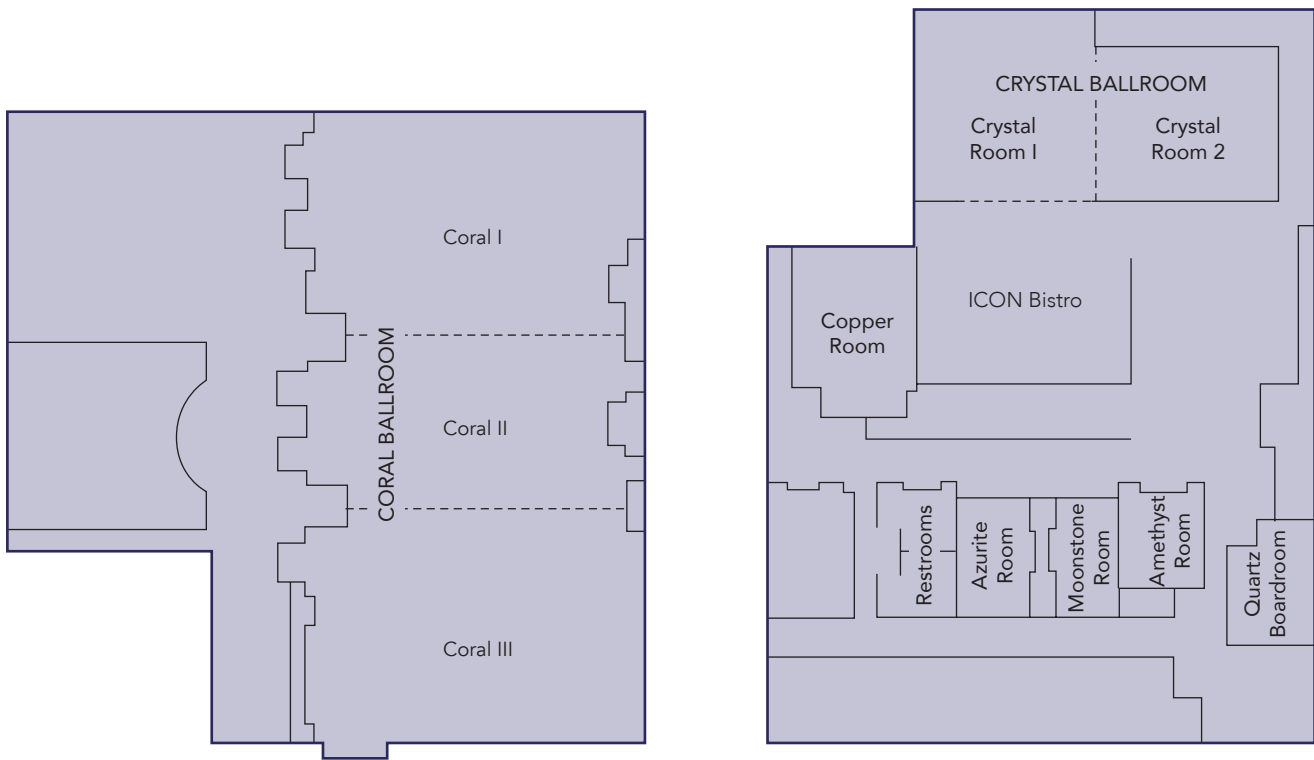 Coral I
CORAL BALLROOM
Coral II
Coral III
CRYSTAL BALLROOM
Crystal
Room I
Crystal
Room 2
ICON Bistro
Copper
Room
Restrooms
Azurite
Room
Moonstone
Room
Amethyst
Room
Quartz
Boardroom